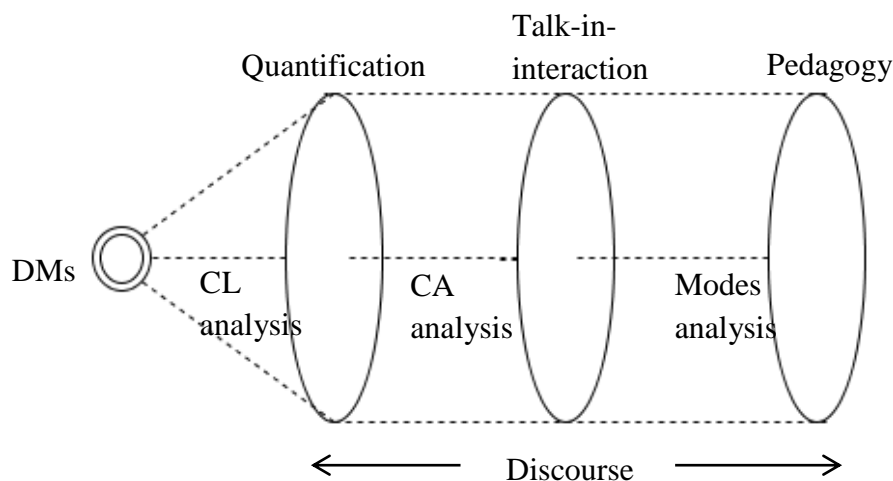 Talk-in-
interaction
Quantification
Pedagogy
DMs
CL
analysis
CA
analysis
Modes
analysis
Discourse